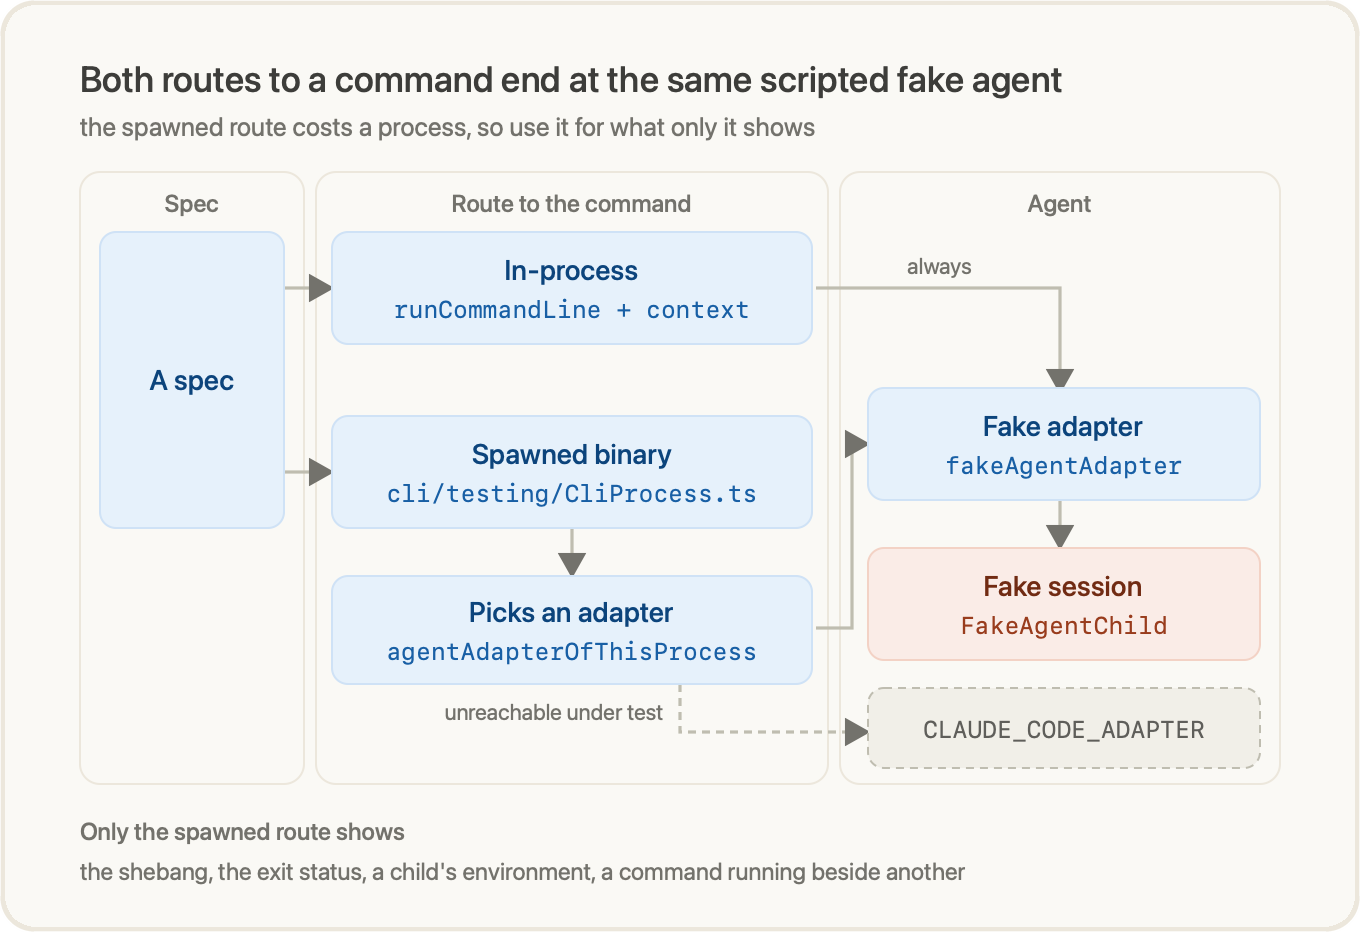 Both routes to a command end at the same scripted fake agent
the spawned route costs a process, so use it for what only it shows
Spec
Route to the command
Agent
A spec
In-process
runCommandLine + context
always
Spawned binary
cli/testing/CliProcess.ts
Fake adapter
fakeAgentAdapter
Picks an adapter
agentAdapterOfThisProcess
Fake session
FakeAgentChild
unreachable under test
CLAUDE_CODE_ADAPTER
Only the spawned route shows
the shebang, the exit status, a child's environment, a command running beside another